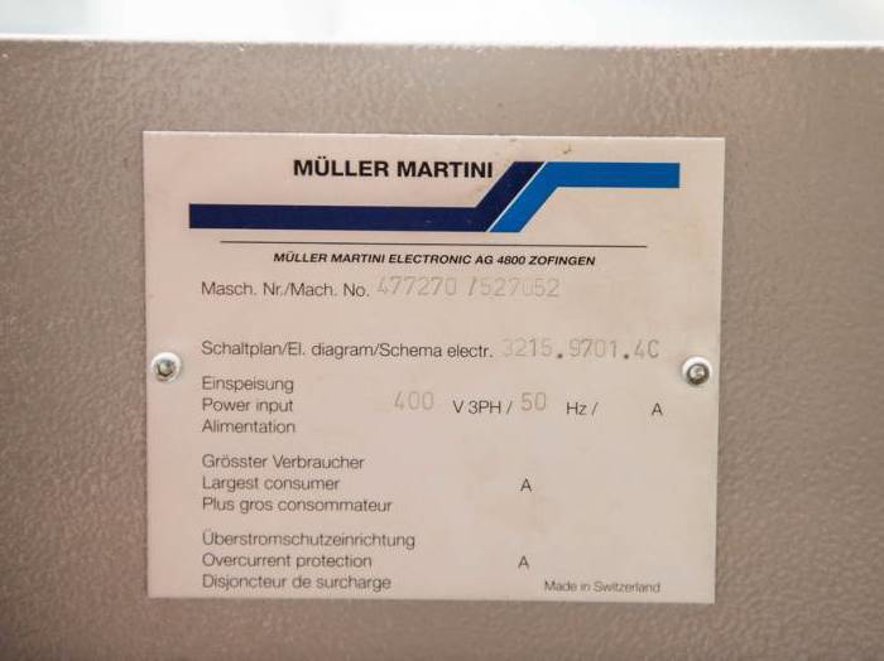 MÜLLER MARTINI
MÜLLER MARTINI ELECTRONIC AG 4800 ZOFINGEN
Masch. Nr./Mach. No. 477270 /527052
Schaltplan/El. diagram/Schema electr. 3215.9701.4C
Einspeisung
Power input 400 V 3PH / 50 Hz / A
Alimentation
Grösster Verbraucher
Largest consumer A
Plus gros consommateur
Überstromschutzeinrichtung
Overcurrent protection A
Disjoncteur de surcharge
Made in Switzerland